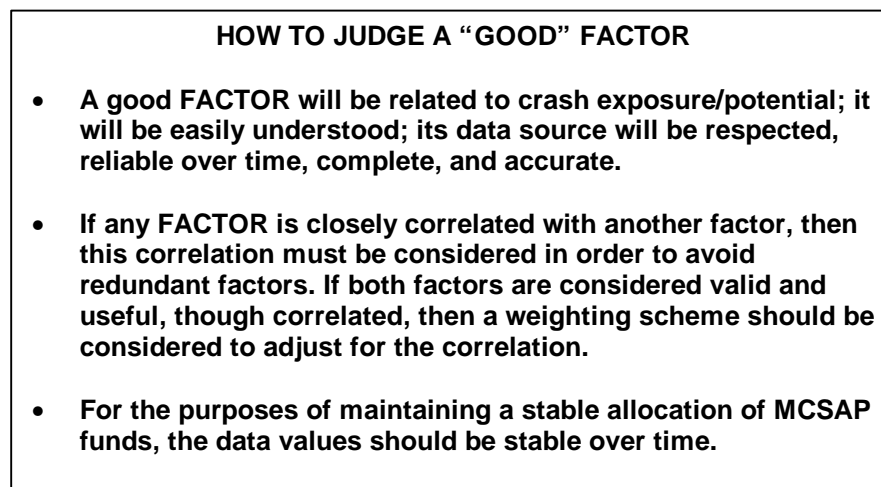 HOW TO JUDGE A “GOOD” FACTOR
• A good FACTOR will be related to crash exposure/potential; it
will be easily understood; its data source will be respected,
reliable over time, complete, and accurate.
• If any FACTOR is closely correlated with another factor, then
this correlation must be considered in order to avoid
redundant factors. If both factors are considered valid and
useful, though correlated, then a weighting scheme should be
considered to adjust for the correlation.
• For the purposes of maintaining a stable allocation of MCSAP
funds, the data values should be stable over time.